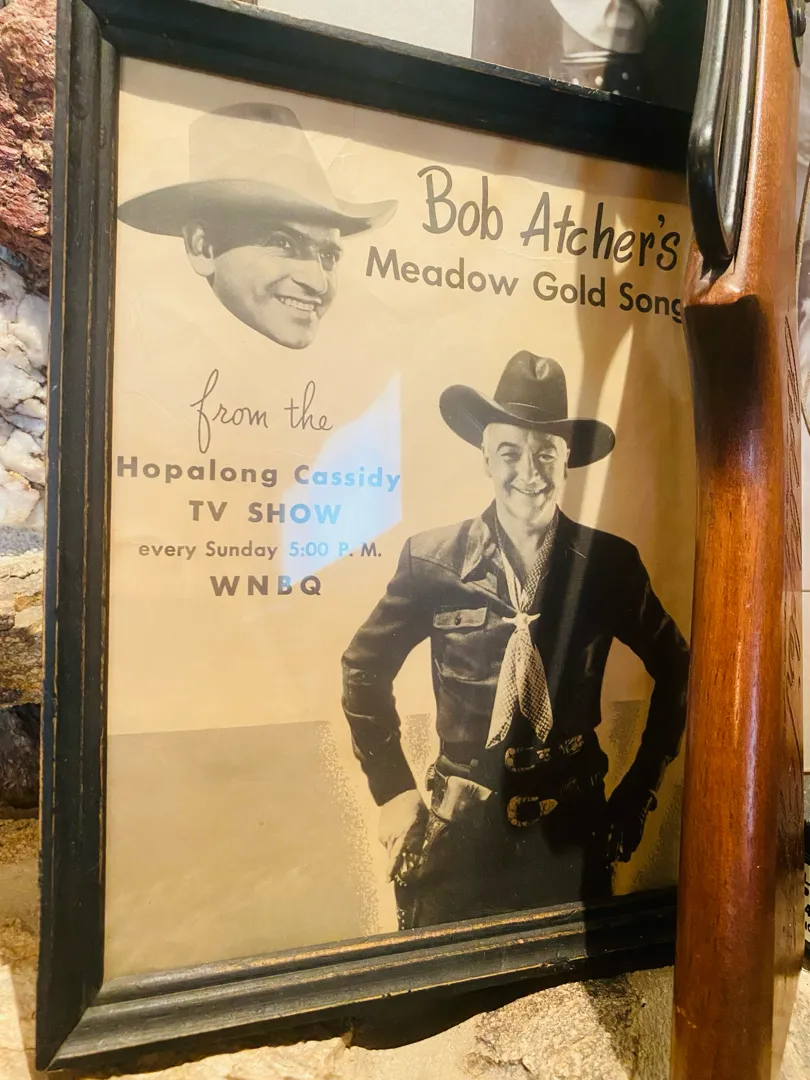 Bob Atcher's
Meadow Gold Song
from the
Hopalong Cassidy
TV SHOW
every Sunday 5:00 P. M.
WNBQ